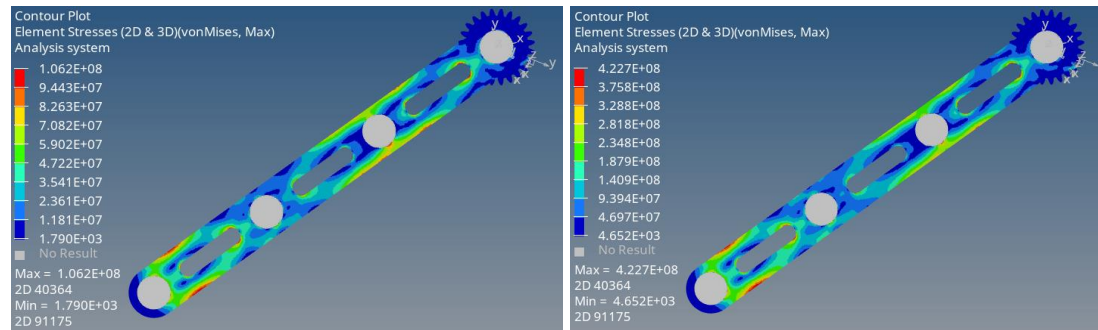 Contour Plot
Element Stresses (2D & 3D)(vonMises, Max)
Analysis system
1.062E+08
9.443E+07
8.263E+07
7.082E+07
5.902E+07
4.722E+07
3.541E+07
2.361E+07
1.181E+07
1.790E+03
No Result
Max = 1.062E+08
2D 40364
Min = 1.790E+03
2D 91175
y
x
y
x
Contour Plot
Element Stresses (2D & 3D)(vonMises, Max)
Analysis system
4.227E+08
3.758E+08
3.288E+08
2.818E+08
2.348E+08
1.879E+08
1.409E+08
9.394E+07
4.697E+07
4.652E+03
No Result
Max = 4.227E+08
2D 40364
Min = 4.652E+03
2D 91175
y
x
y
x